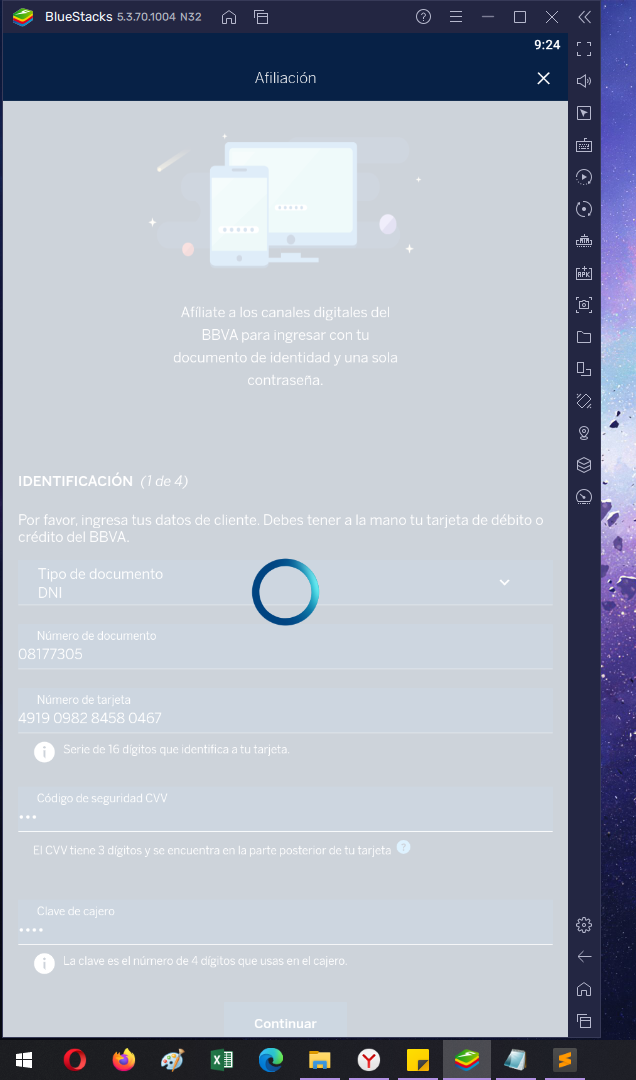 BlueStacks 5.3.70.1004 N32
9:24
Afiliación
Afíliate a los canales digitales del
BBVA para ingresar con tu
documento de identidad y una sola
contraseña.
IDENTIFICACIÓN (1 de 4)
Por favor, ingresa tus datos de cliente. Debes tener a la mano tu tarjeta de débito o
crédito del BBVA.
Tipo de documento
DNI
Número de documento
08177305
Número de tarjeta
4919 0982 8458 0467
Serie de 16 dígitos que identifica a tu tarjeta.
Código de seguridad CVV
•••
El CVV tiene 3 dígitos y se encuentra en la parte posterior de tu tarjeta ?
Clave de cajero
••••
La clave es el número de 4 dígitos que usas en el cajero.
Continuar